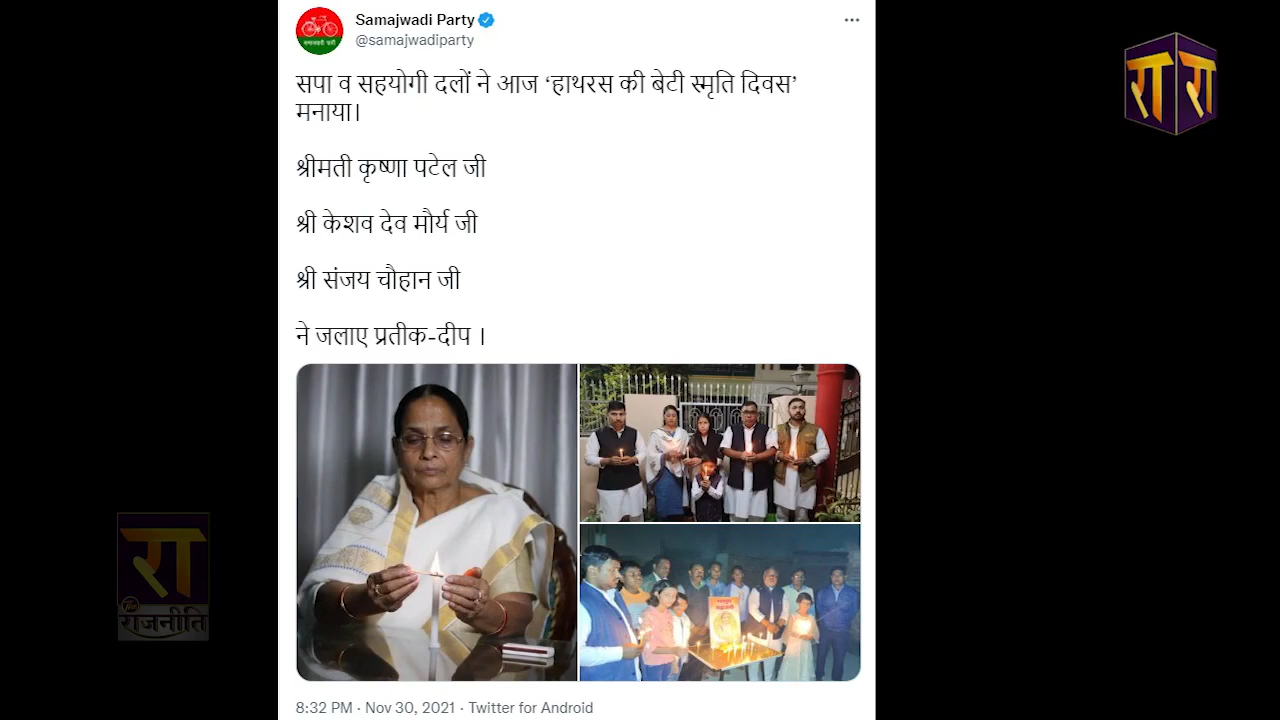 Samajwadi Party
@samajwadiparty
रा रा
सपा व सहयोगी दलों ने आज ‘हाथरस की बेटी स्मृति दिवस’
मनाया।
श्रीमती कृष्णा पटेल जी
श्री केशव देव मौर्य जी
श्री संजय चौहान जी
ने जलाए प्रतीक-दीप ।
रा
The
राजनीति
8:32 PM · Nov 30, 2021 · Twitter for Android